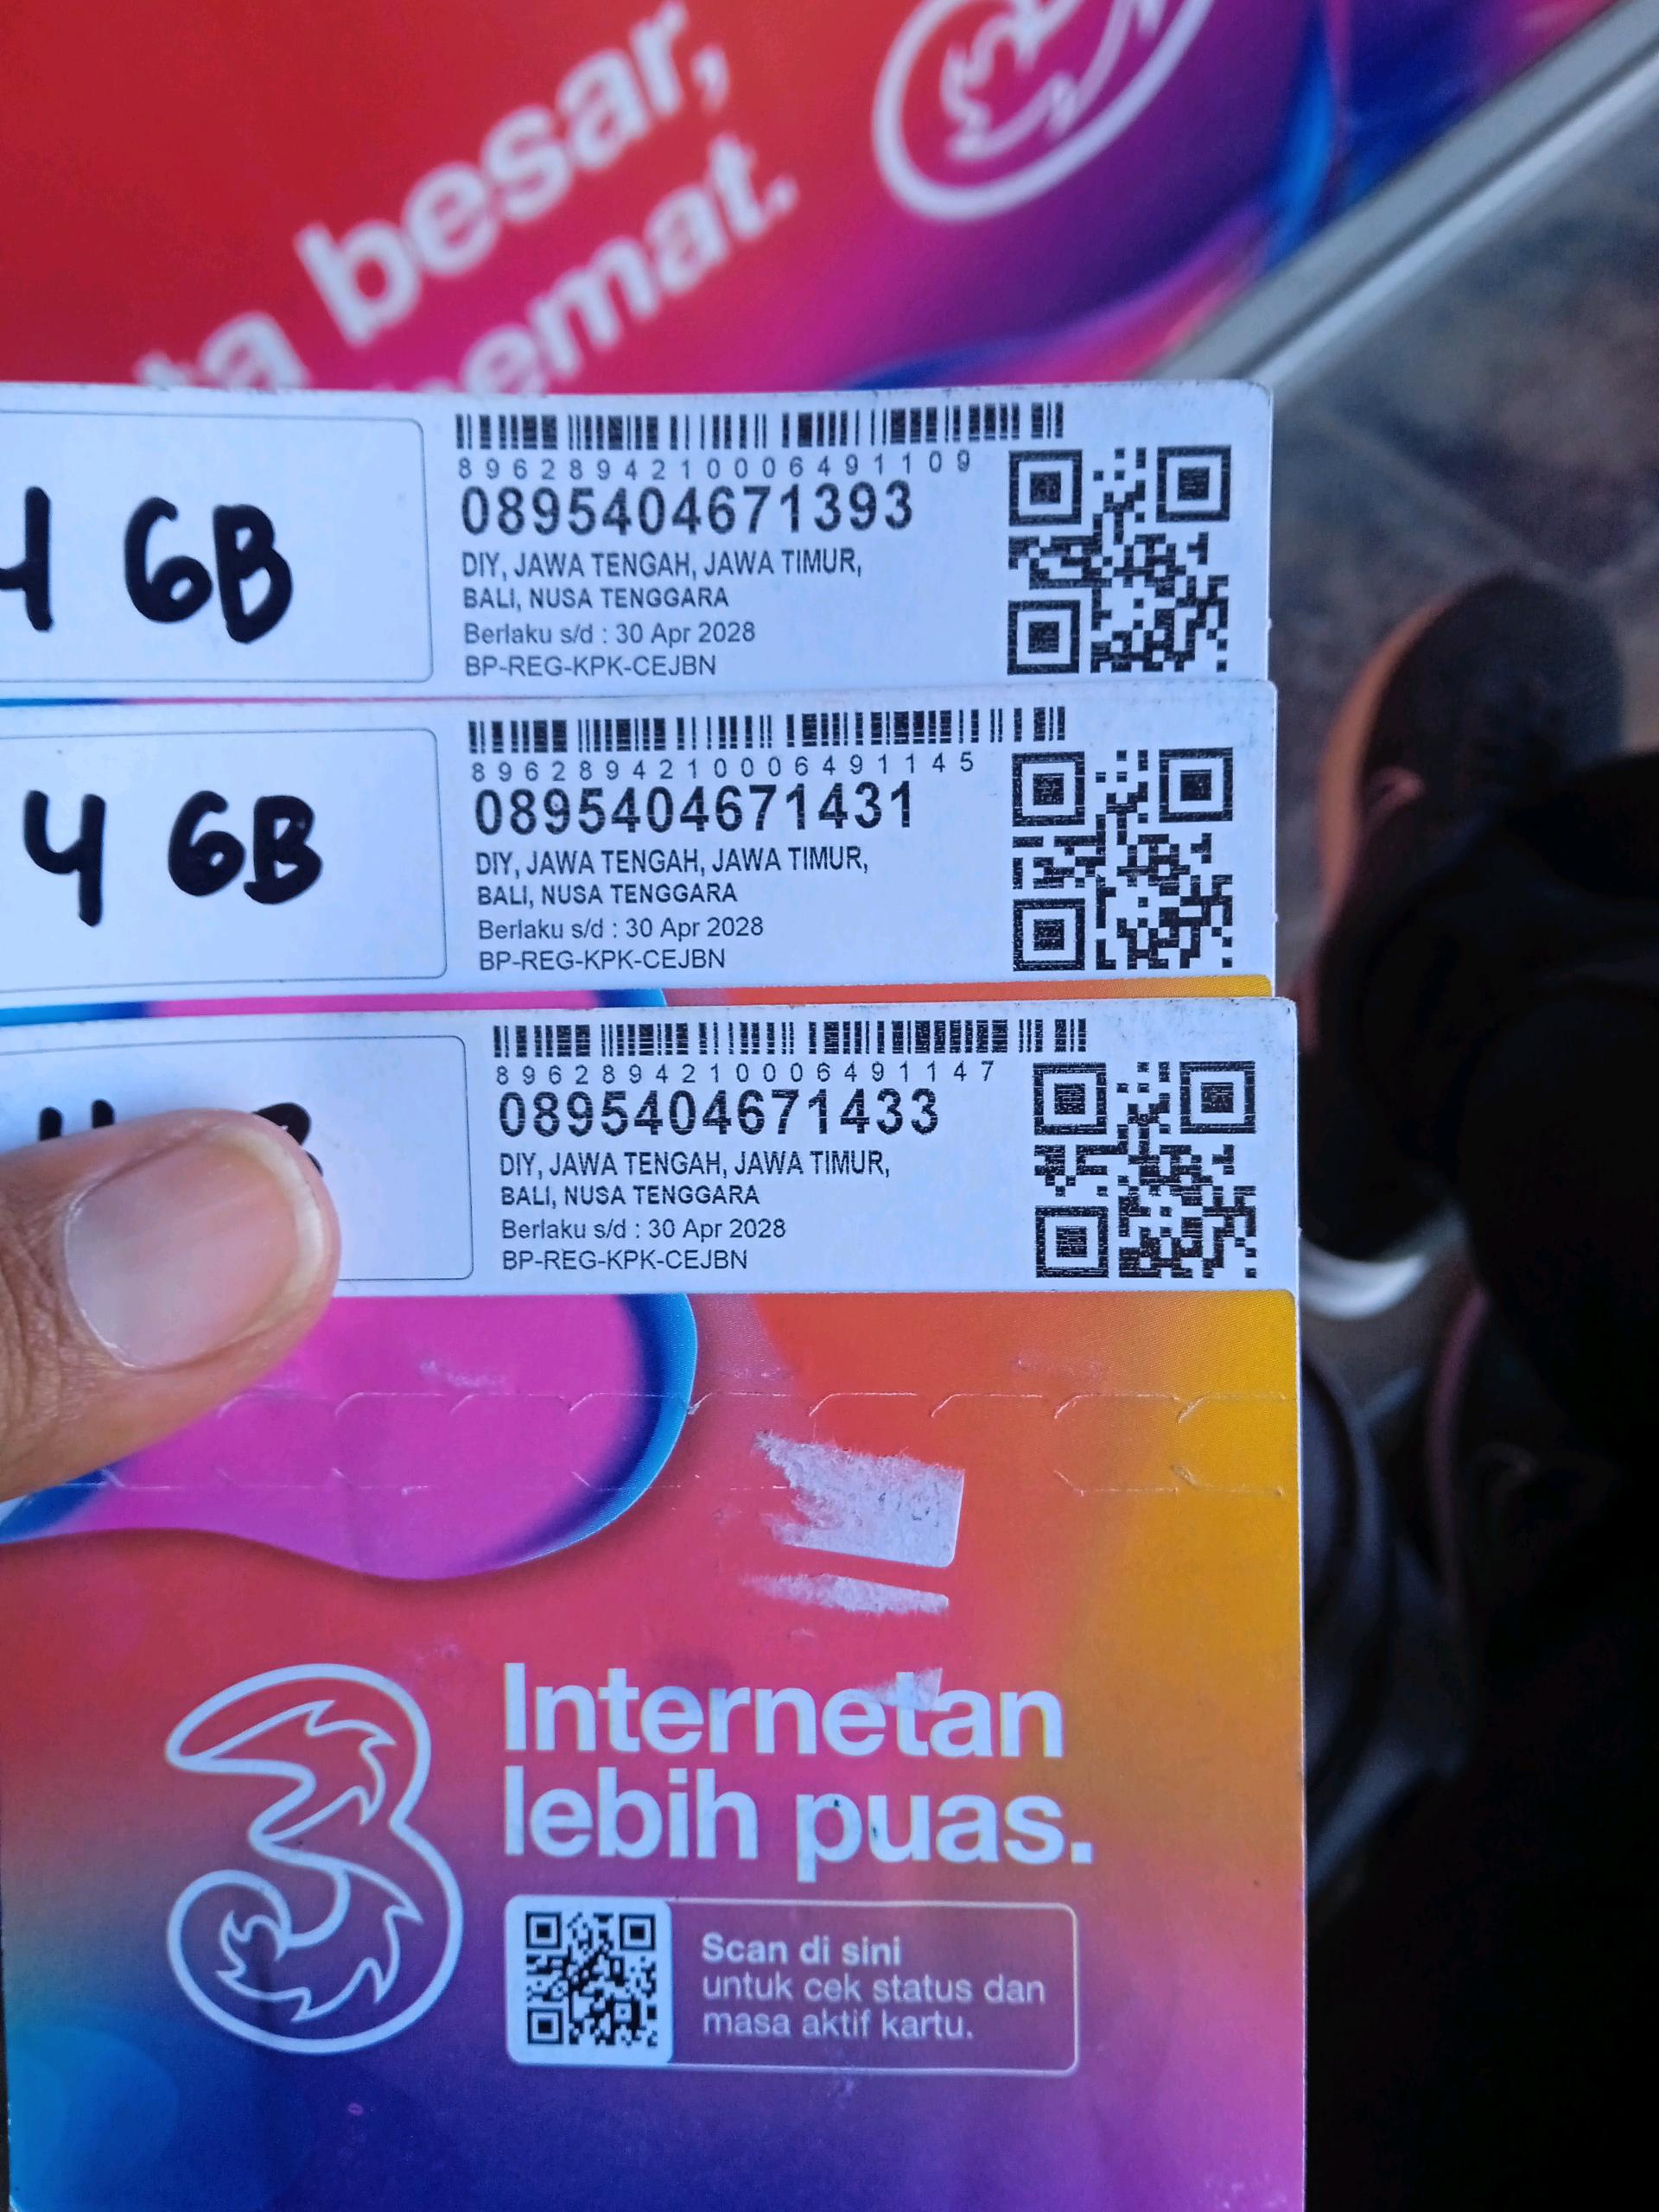 besar,
4 GB
8962894210006491109
0895404671393
DIY, JAWA TENGAH, JAWA TIMUR,
BALI, NUSA TENGGARA
Berlaku s/d : 30 Apr 2028
BP-REG-KPK-CEJBN
4 GB
8962894210006491145
0895404671431
DIY, JAWA TENGAH, JAWA TIMUR,
BALI, NUSA TENGGARA
Berlaku s/d : 30 Apr 2028
BP-REG-KPK-CEJBN
8962894210006491147
0895404671433
DIY, JAWA TENGAH, JAWA TIMUR,
BALI, NUSA TENGGARA
Berlaku s/d : 30 Apr 2028
BP-REG-KPK-CEJBN
3
Internetan
lebih puas.
Scan di sini
untuk cek status dan
masa aktif kartu.